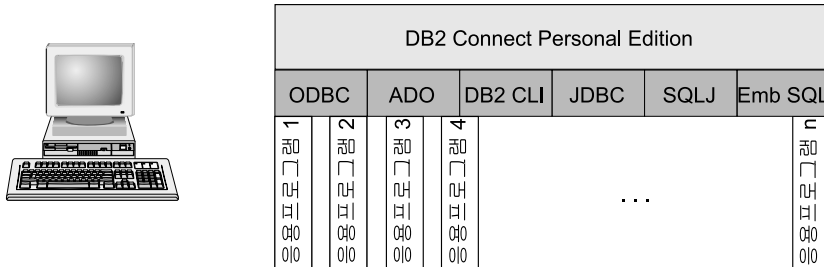 DB2 Connect Personal Edition
ODBC
ADO
DB2 CLI
JDBC
SQLJ
Emb SQL
응용프로그램 1
응용프로그램 2
응용프로그램 3
응용프로그램 4
...
응용프로그램 n